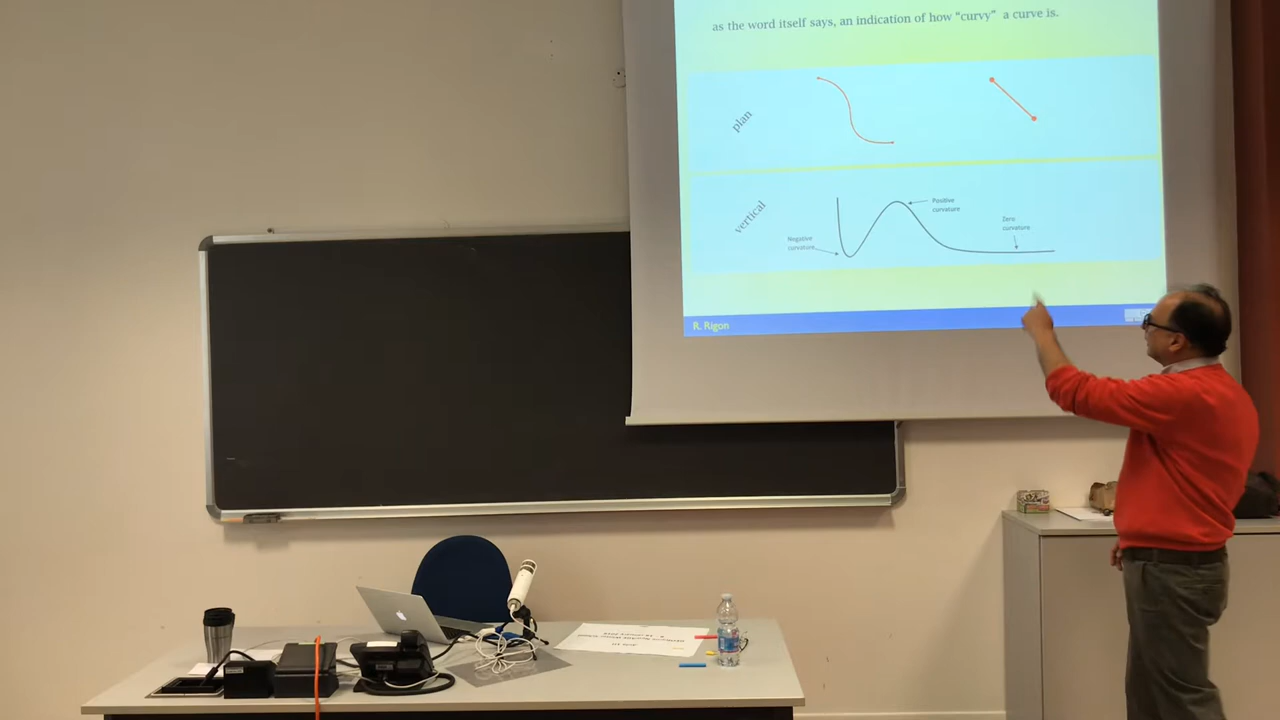 as the word itself says, an indication of how “curvy” a curve is.
plan
vertical
Positive
curvature
Zero
curvature
Negative
curvature
R. Rigon